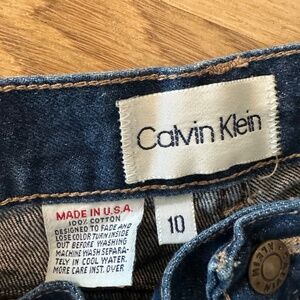 Calvin Klein
MADE IN U.S.A.
100% COTTON
DESIGNED TO FADE AND
LOSE COLOR TURN INSIDE
OUT BEFORE WASHING
MACHINE WASH SEPARA-
TELY IN COOL WATER.
MORE CARE INST. OVER
10